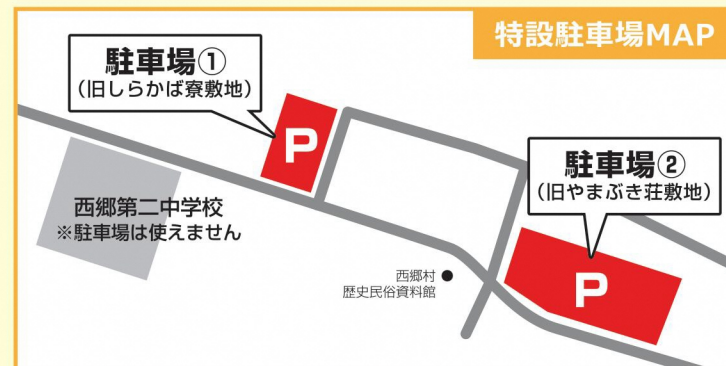 特設駐車場MAP
駐車場①
(旧しらかば寮敷地)
P
駐車場②
(旧やまぶき荘敷地)
P
西郷第二中学校
※駐車場は使えません
西郷村
歴史民俗資料館